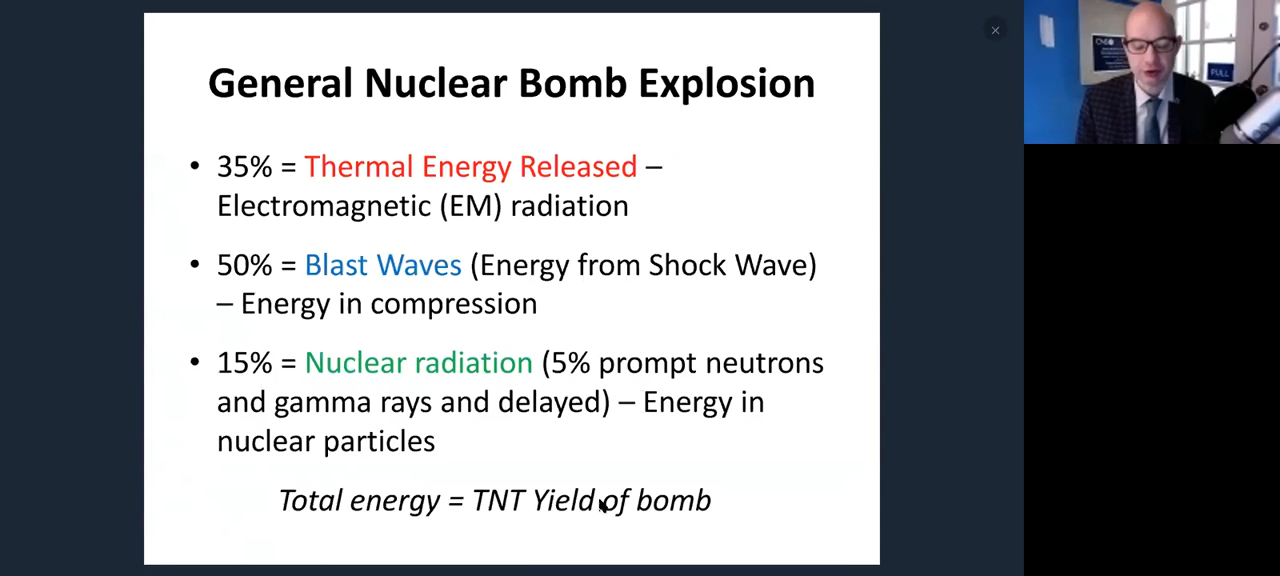 General Nuclear Bomb Explosion
• 35% = Thermal Energy Released –
Electromagnetic (EM) radiation
• 50% = Blast Waves (Energy from Shock Wave)
– Energy in compression
• 15% = Nuclear radiation (5% prompt neutrons
and gamma rays and delayed) – Energy in
nuclear particles
Total energy = TNT Yield of bomb
PULL